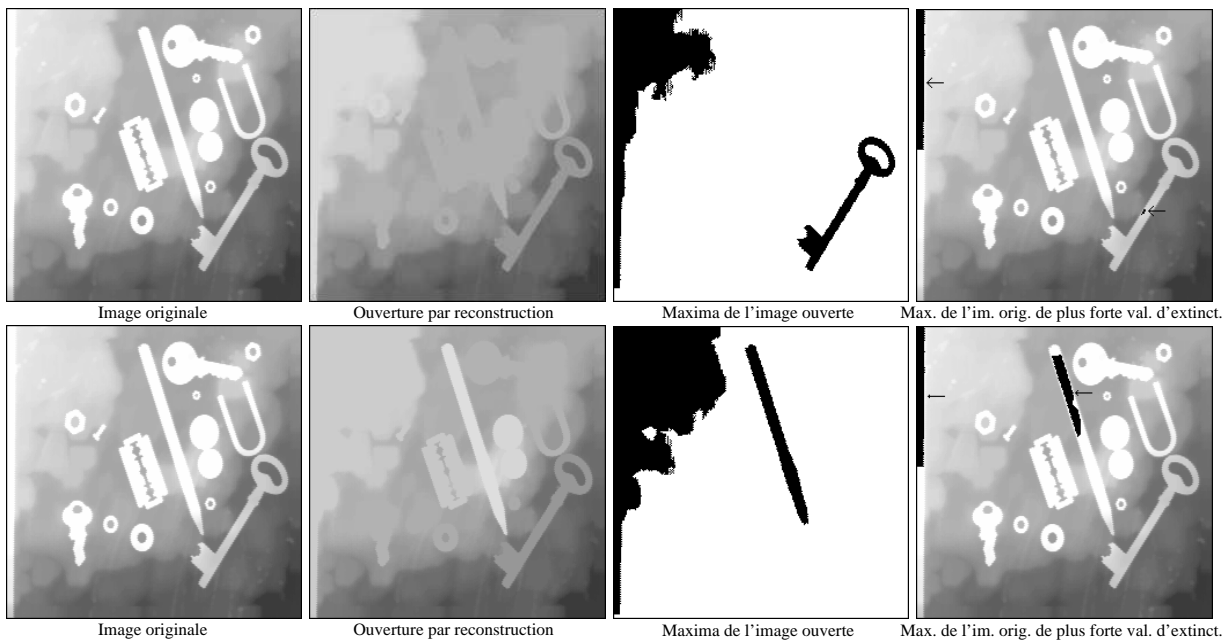 Image originale
Ouverture par reconstruction
Maxima de l’image ouverte
Max. de l’im. orig. de plus forte val. d’extinct.
Image originale
Ouverture par reconstruction
Maxima de l’image ouverte
Max. de l’im. orig. de plus forte val. d’extinct.